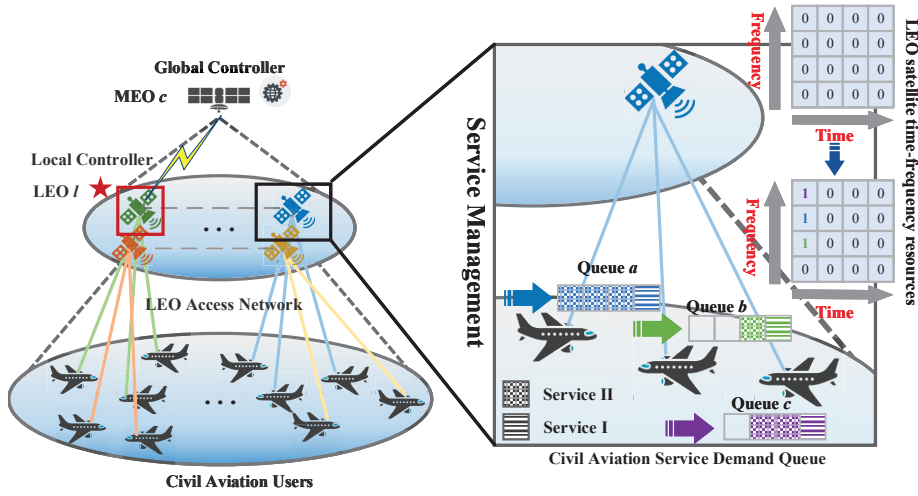 Global Controller
MEO c
Local Controller
LEO l
. . .
LEO Access Network
. . .
Civil Aviation Users
Service Management
Queue a
Queue b
Service II
Service I
Queue c
Civil Aviation Service Demand Queue
Frequency
0 0 0 0
0 0 0 0
0 0 0 0
0 0 0 0
Time
Frequency
1 0 0 0
1 0 0 0
1 0 0 0
0 0 0 0
Time
LEO satellite time-frequency resources